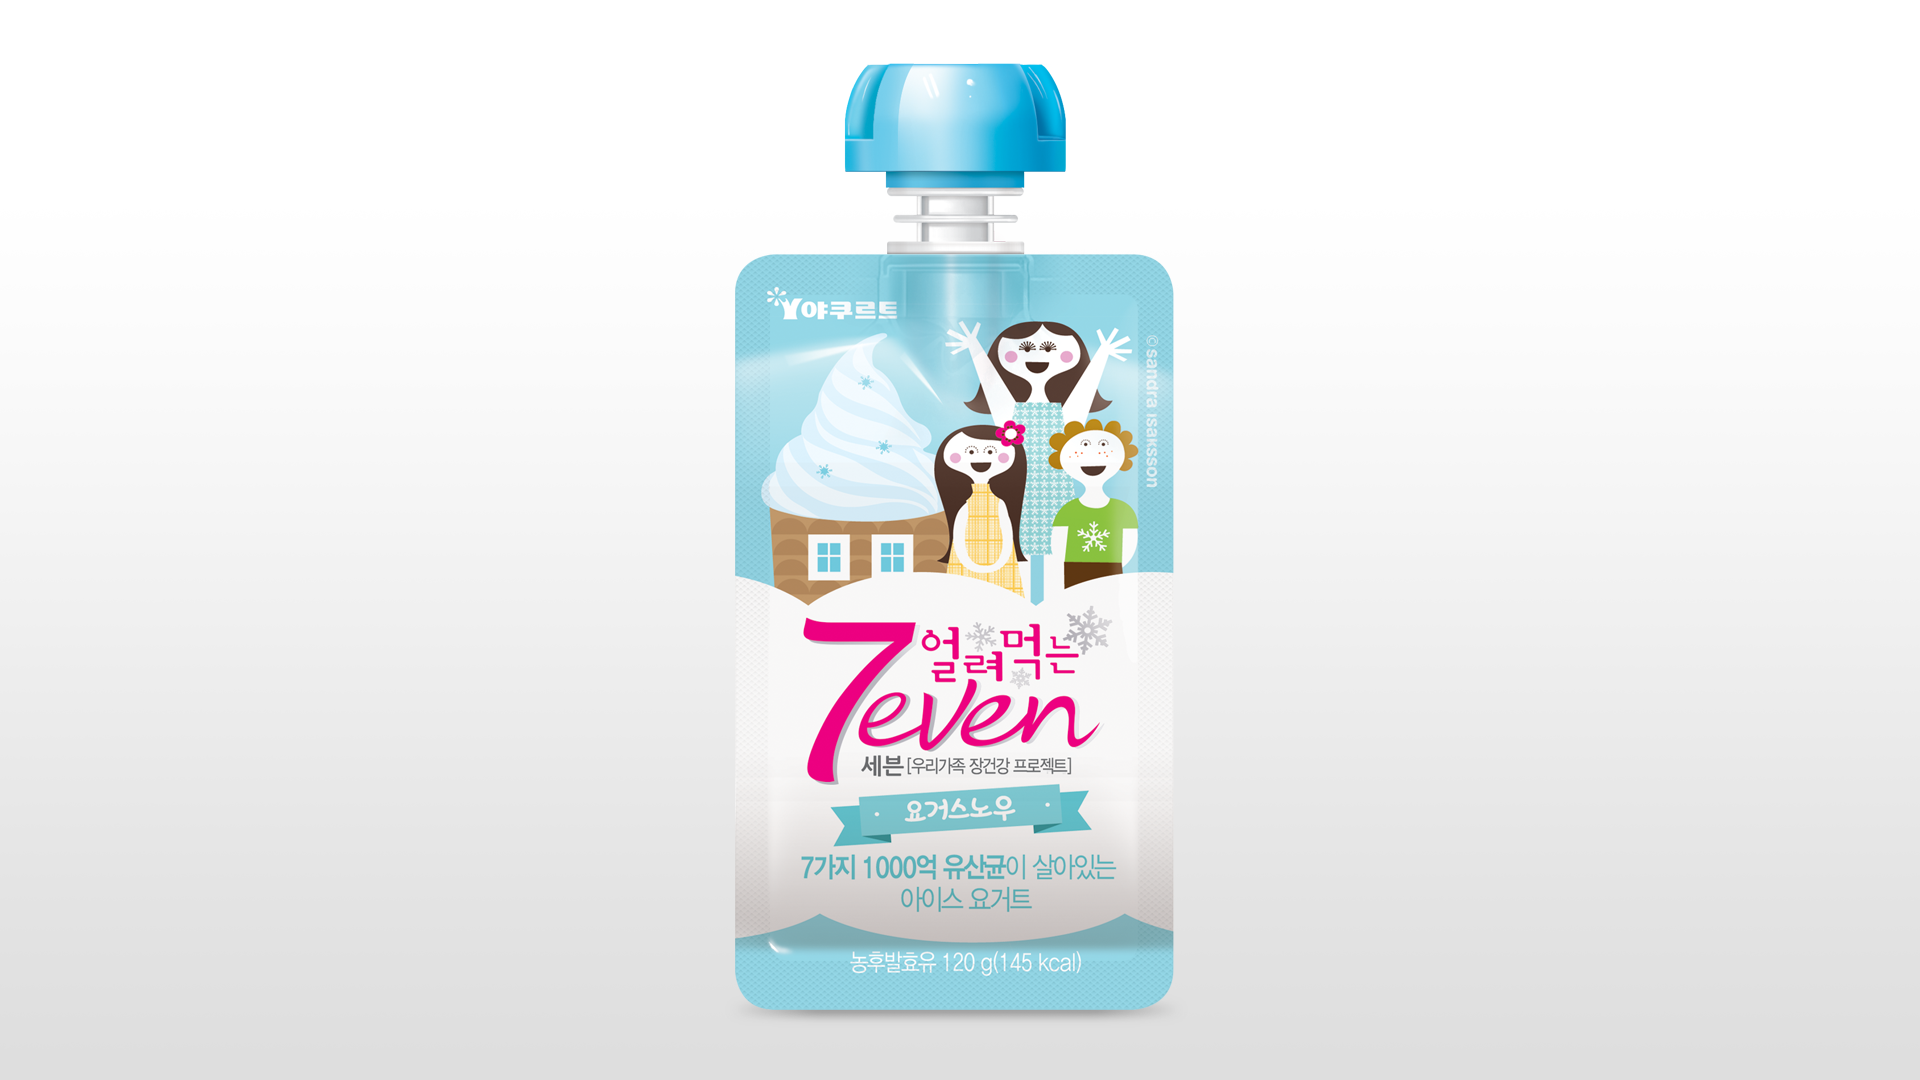 야쿠르트
© sandra isaksson
얼려먹는
7even
세븐 [우리가족 장건강 프로젝트]
요거스노우
7가지 1000억 유산균이 살아있는
아이스 요거트
농후발효유 120 g(145 kcal)